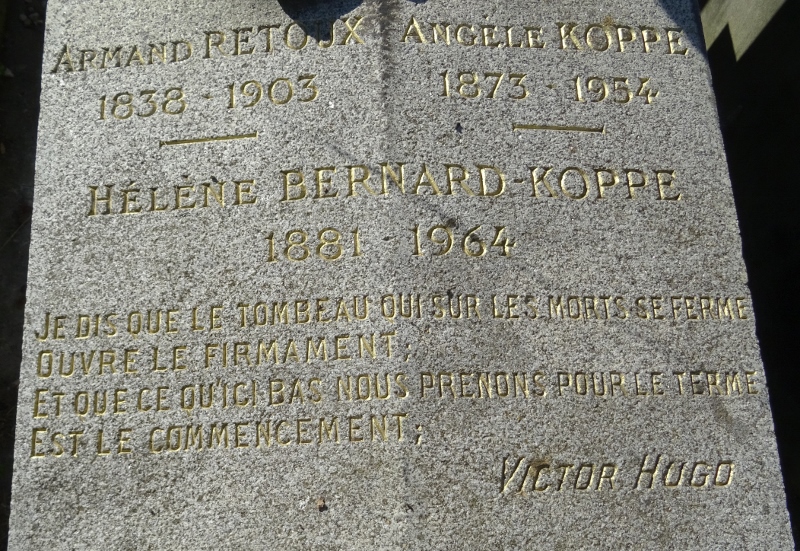 ARMAND RETOUX ANGÈLE KOPPE
1838 - 1903 1873 - 1954
HÉLÈNE BERNARD-KOPPE
1881 1964
JE DIS QUE LE TOMBEAU QUI SUR LES MORTS SE FERME
OUVRE LE FIRMAMENT;
ET QUE CE QU'ICI BAS NOUS PRENONS POUR LE TERME
EST LE COMMENCEMENT;
VICTOR HUGO